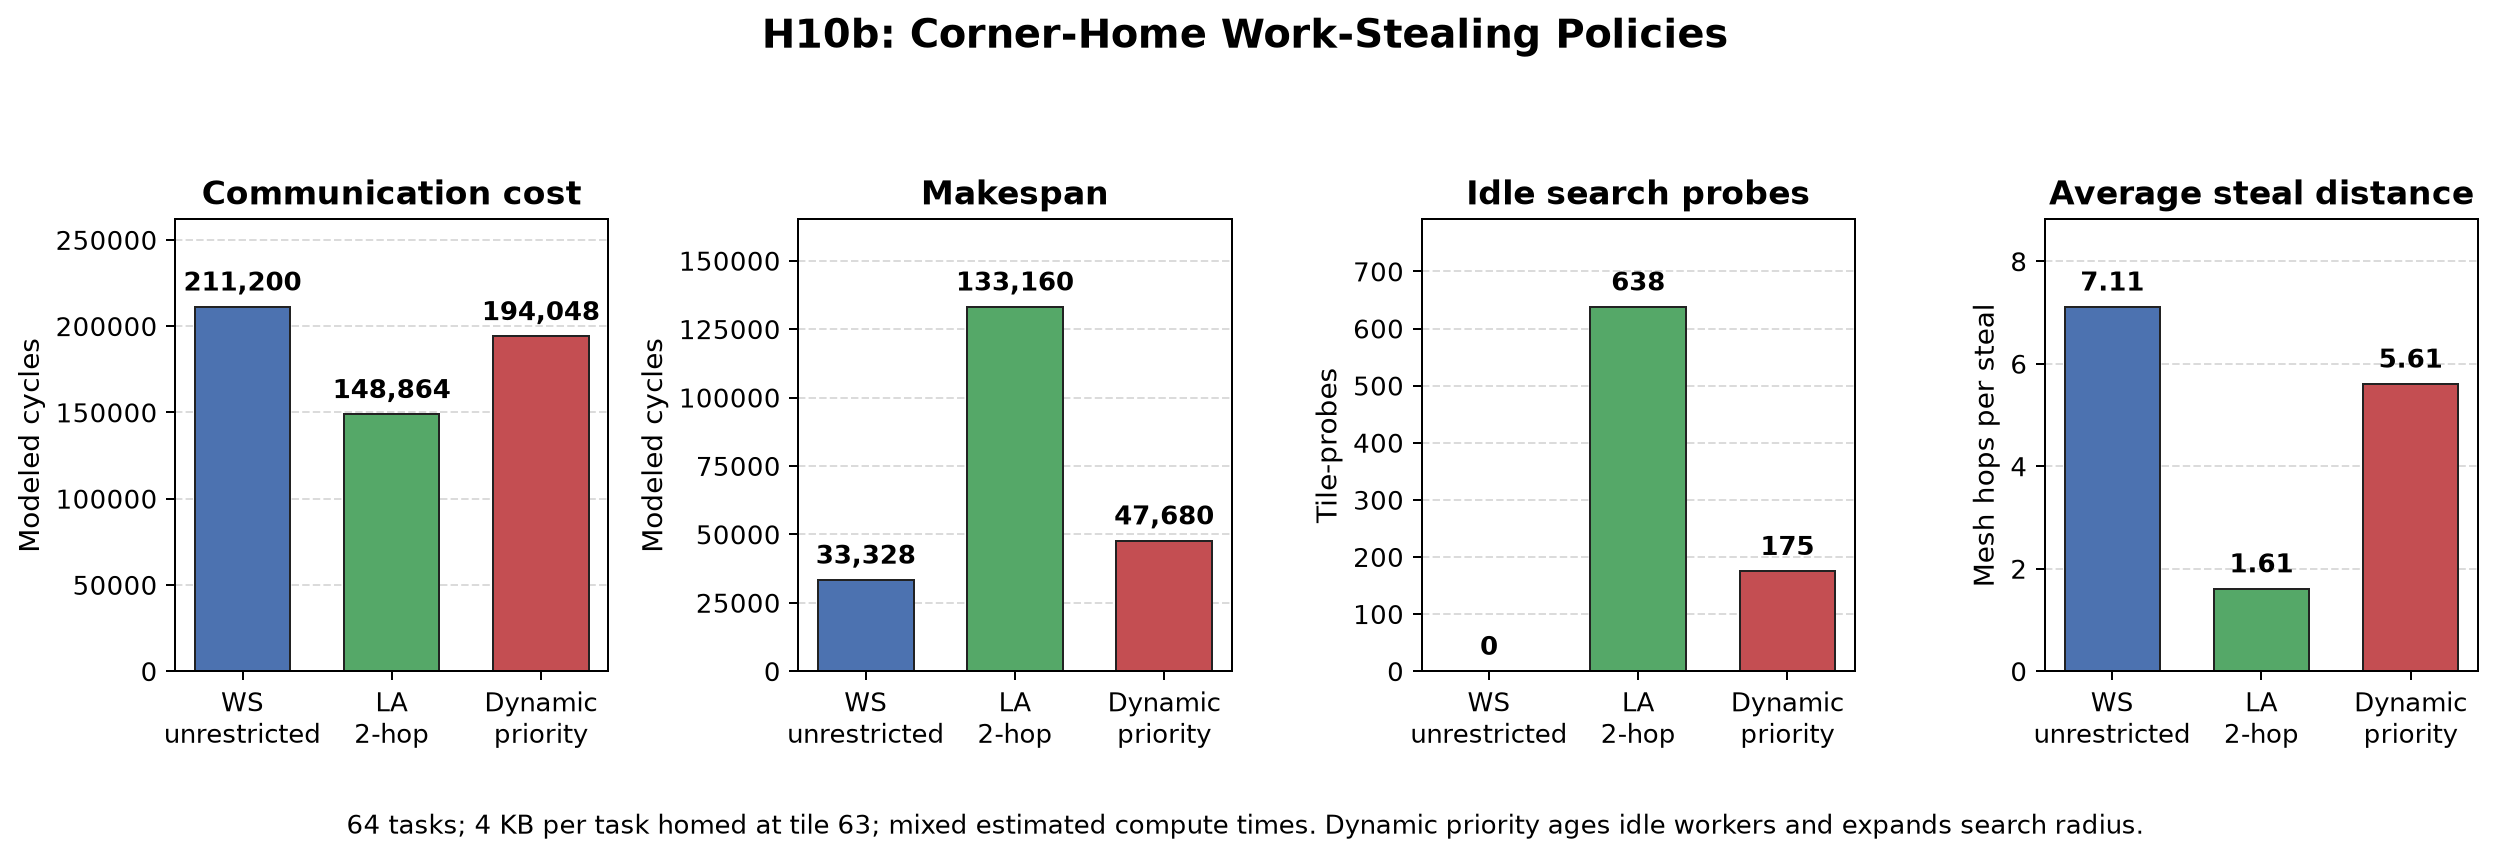 H10b: Corner-Home Work-Stealing Policies
Communication cost
Modeled cycles
250000
200000
150000
100000
50000
0
211,200
148,864
194,048
WS
unrestricted
LA
2-hop
Dynamic
priority
Makespan
Modeled cycles
150000
125000
100000
75000
50000
25000
0
33,328
133,160
47,680
WS
unrestricted
LA
2-hop
Dynamic
priority
Idle search probes
Tile-probes
700
600
500
400
300
200
100
0
0
638
175
WS
unrestricted
LA
2-hop
Dynamic
priority
Average steal distance
Mesh hops per steal
8
6
4
2
0
7.11
1.61
5.61
WS
unrestricted
LA
2-hop
Dynamic
priority
64 tasks; 4 KB per task homed at tile 63; mixed estimated compute times. Dynamic priority ages idle workers and expands search radius.